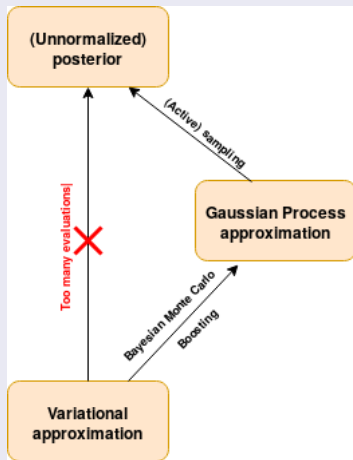 (Unnormalized)
posterior
(Active) sampling
Too many evaluations|
Gaussian Process
approximation
Bayesian Monte Carlo
Boosting
Variational
approximation